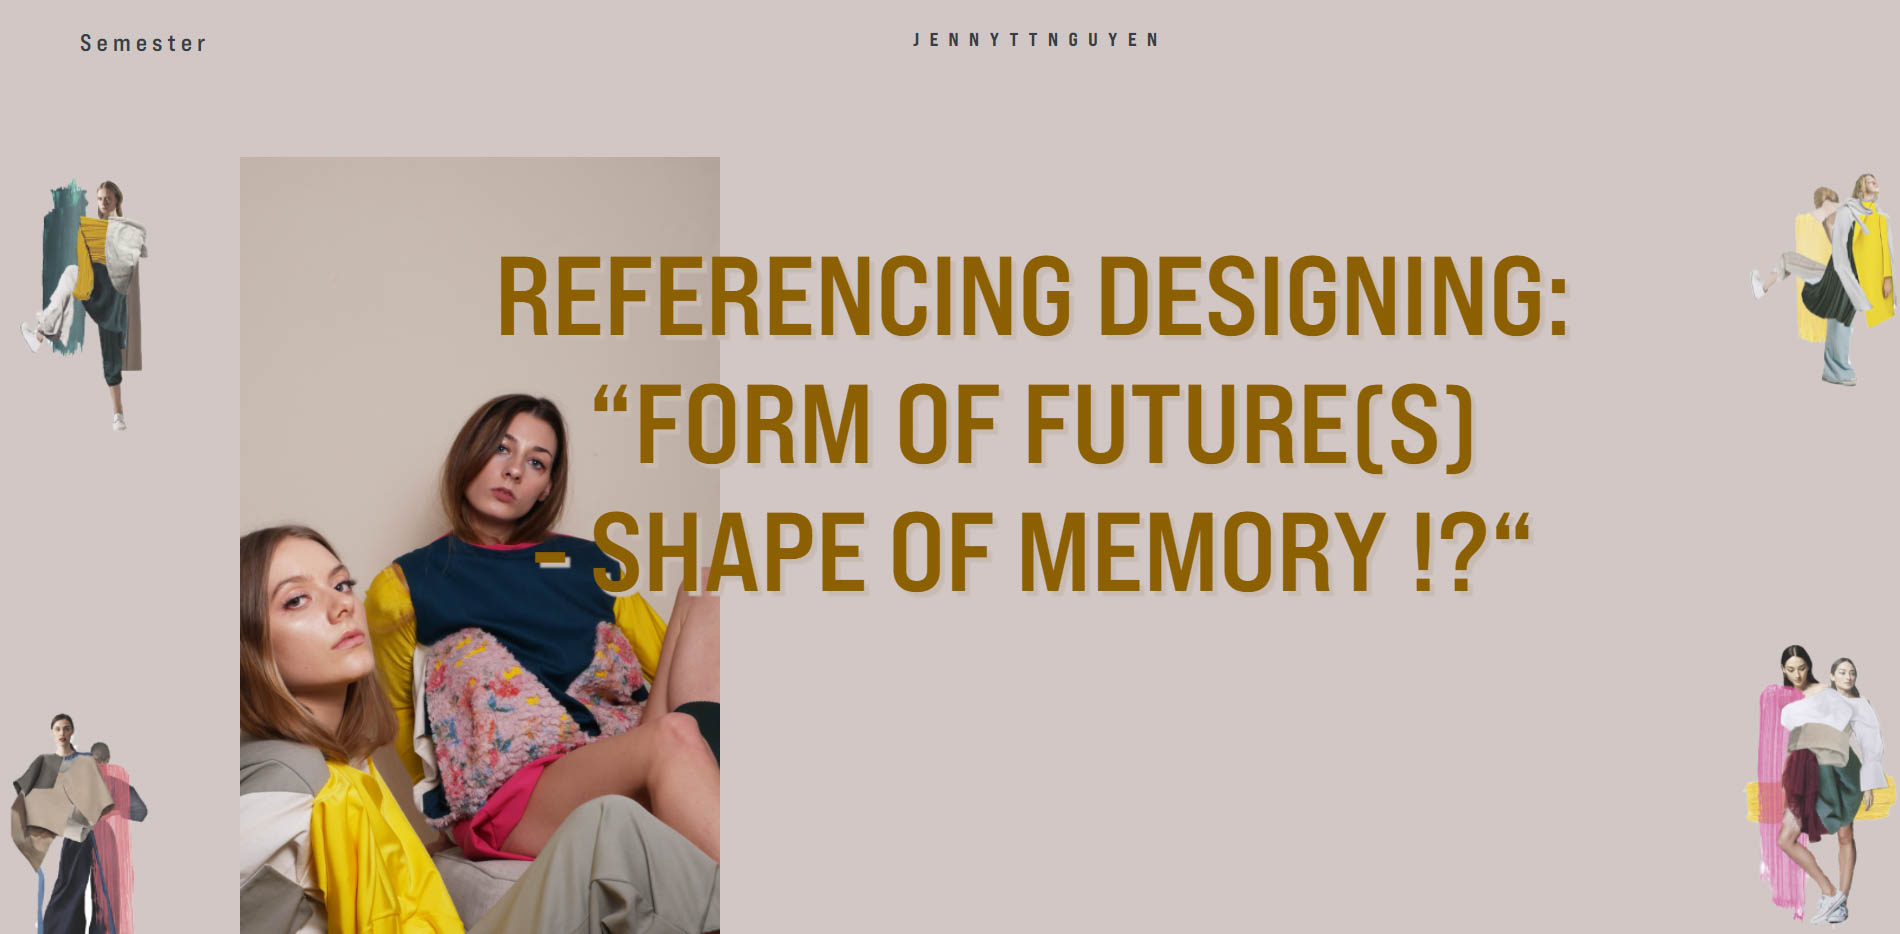 Semester
JENNYTTNGUYEN
REFERENCING DESIGNING:
“FORM OF FUTURE(S)
- SHAPE OF MEMORY !?“